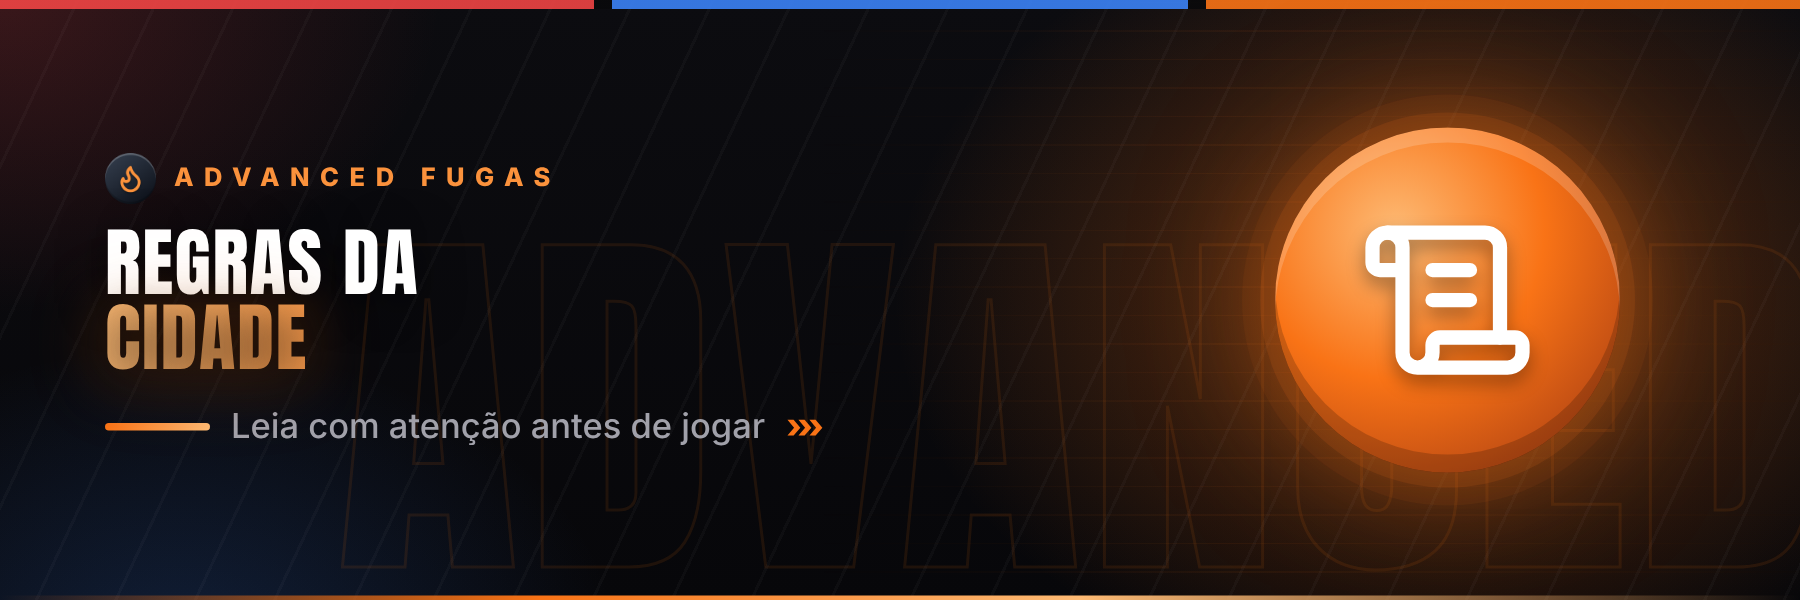 ADVANCED FUGAS
REGRAS DA
CIDADE
Leia com atenção antes de jogar
ADVANCED